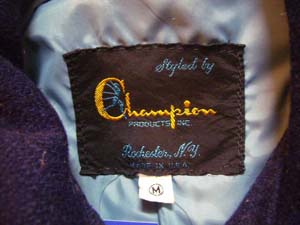 Styled by
Champion
PRODUCTS INC.
Rochester, N.Y.
MADE IN U.S.A.
M